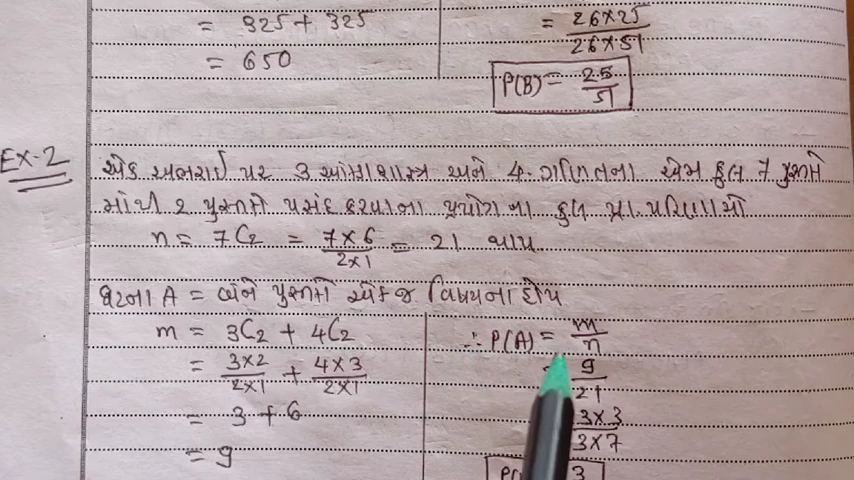 = 325 + 325
= 650
= 26×25 / 26×51
P(B) = 25 / 51
EX-2
એક અભરાઈ પર 3 આંકડાશાસ્ત્ર અને 4 ગણિતના એમ કુલ 7 પુસ્તકો
માંથી 2 પુસ્તકો પસંદ કરવાના પ્રયોગ ના કુલ પ્રા. પરિણામો
n = 7C2 = 7×6 / 2×1 = 21 થાય
ઘટના A = બંને પુસ્તકો એક જ વિષયના હોય
m = 3C2 + 4C2
= 3×2 / 2×1 + 4×3 / 2×1
= 3 + 6
= 9
∴ P(A) = m / n
= 9 / 21
3×3 / 3×7
3